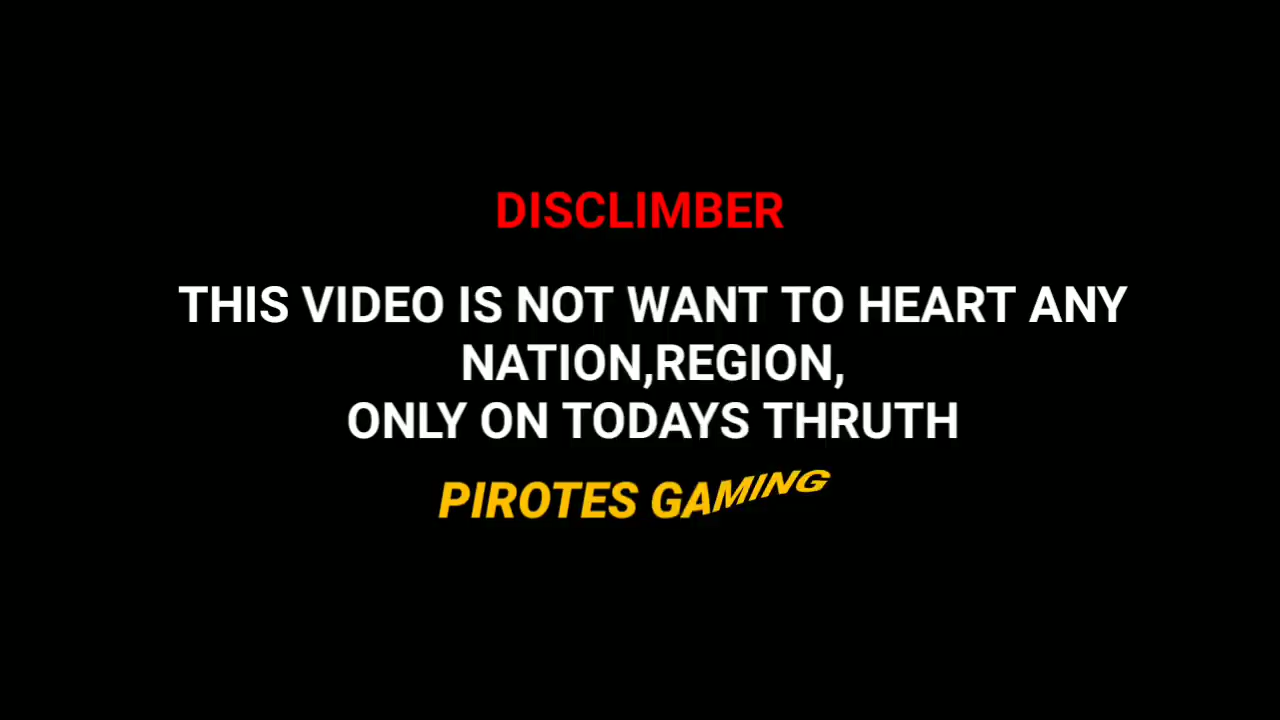 DISCLIMBER
THIS VIDEO IS NOT WANT TO HEART ANY
NATION,REGION,
ONLY ON TODAYS THRUTH
PIROTES GAMING